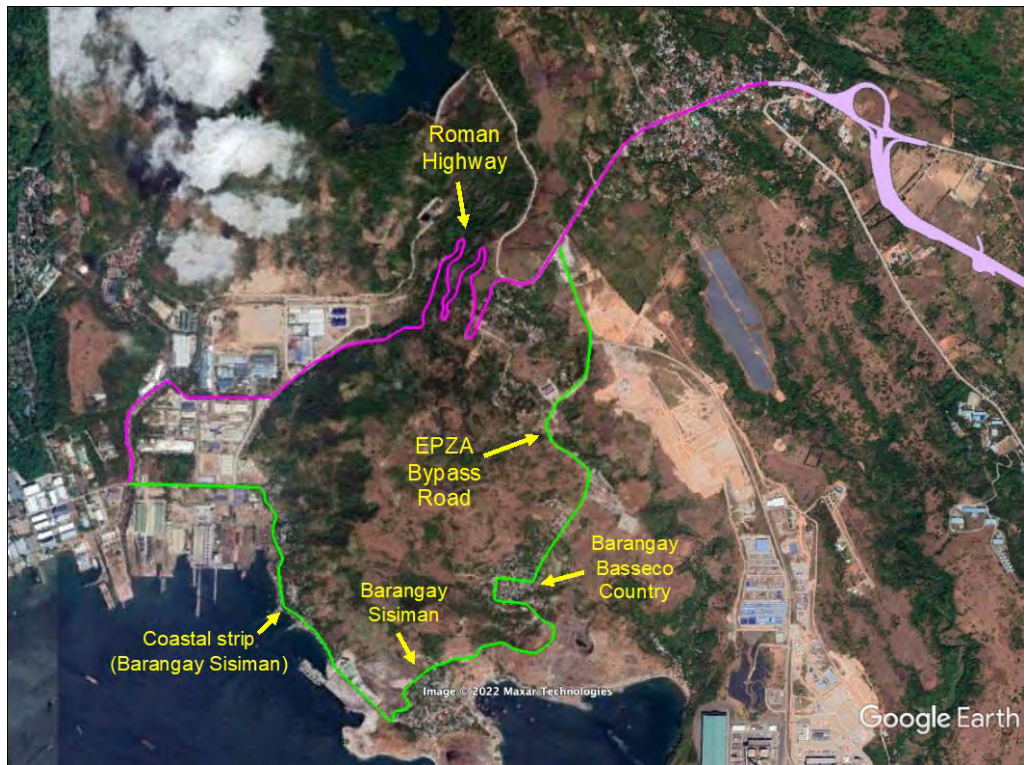 Roman
Highway
EPZA
Bypass
Road
Barangay
Basseco
Country
Barangay
Sisiman
Coastal strip
(Barangay Sisiman)
Image © 2022 Maxar Technologies
Google Earth